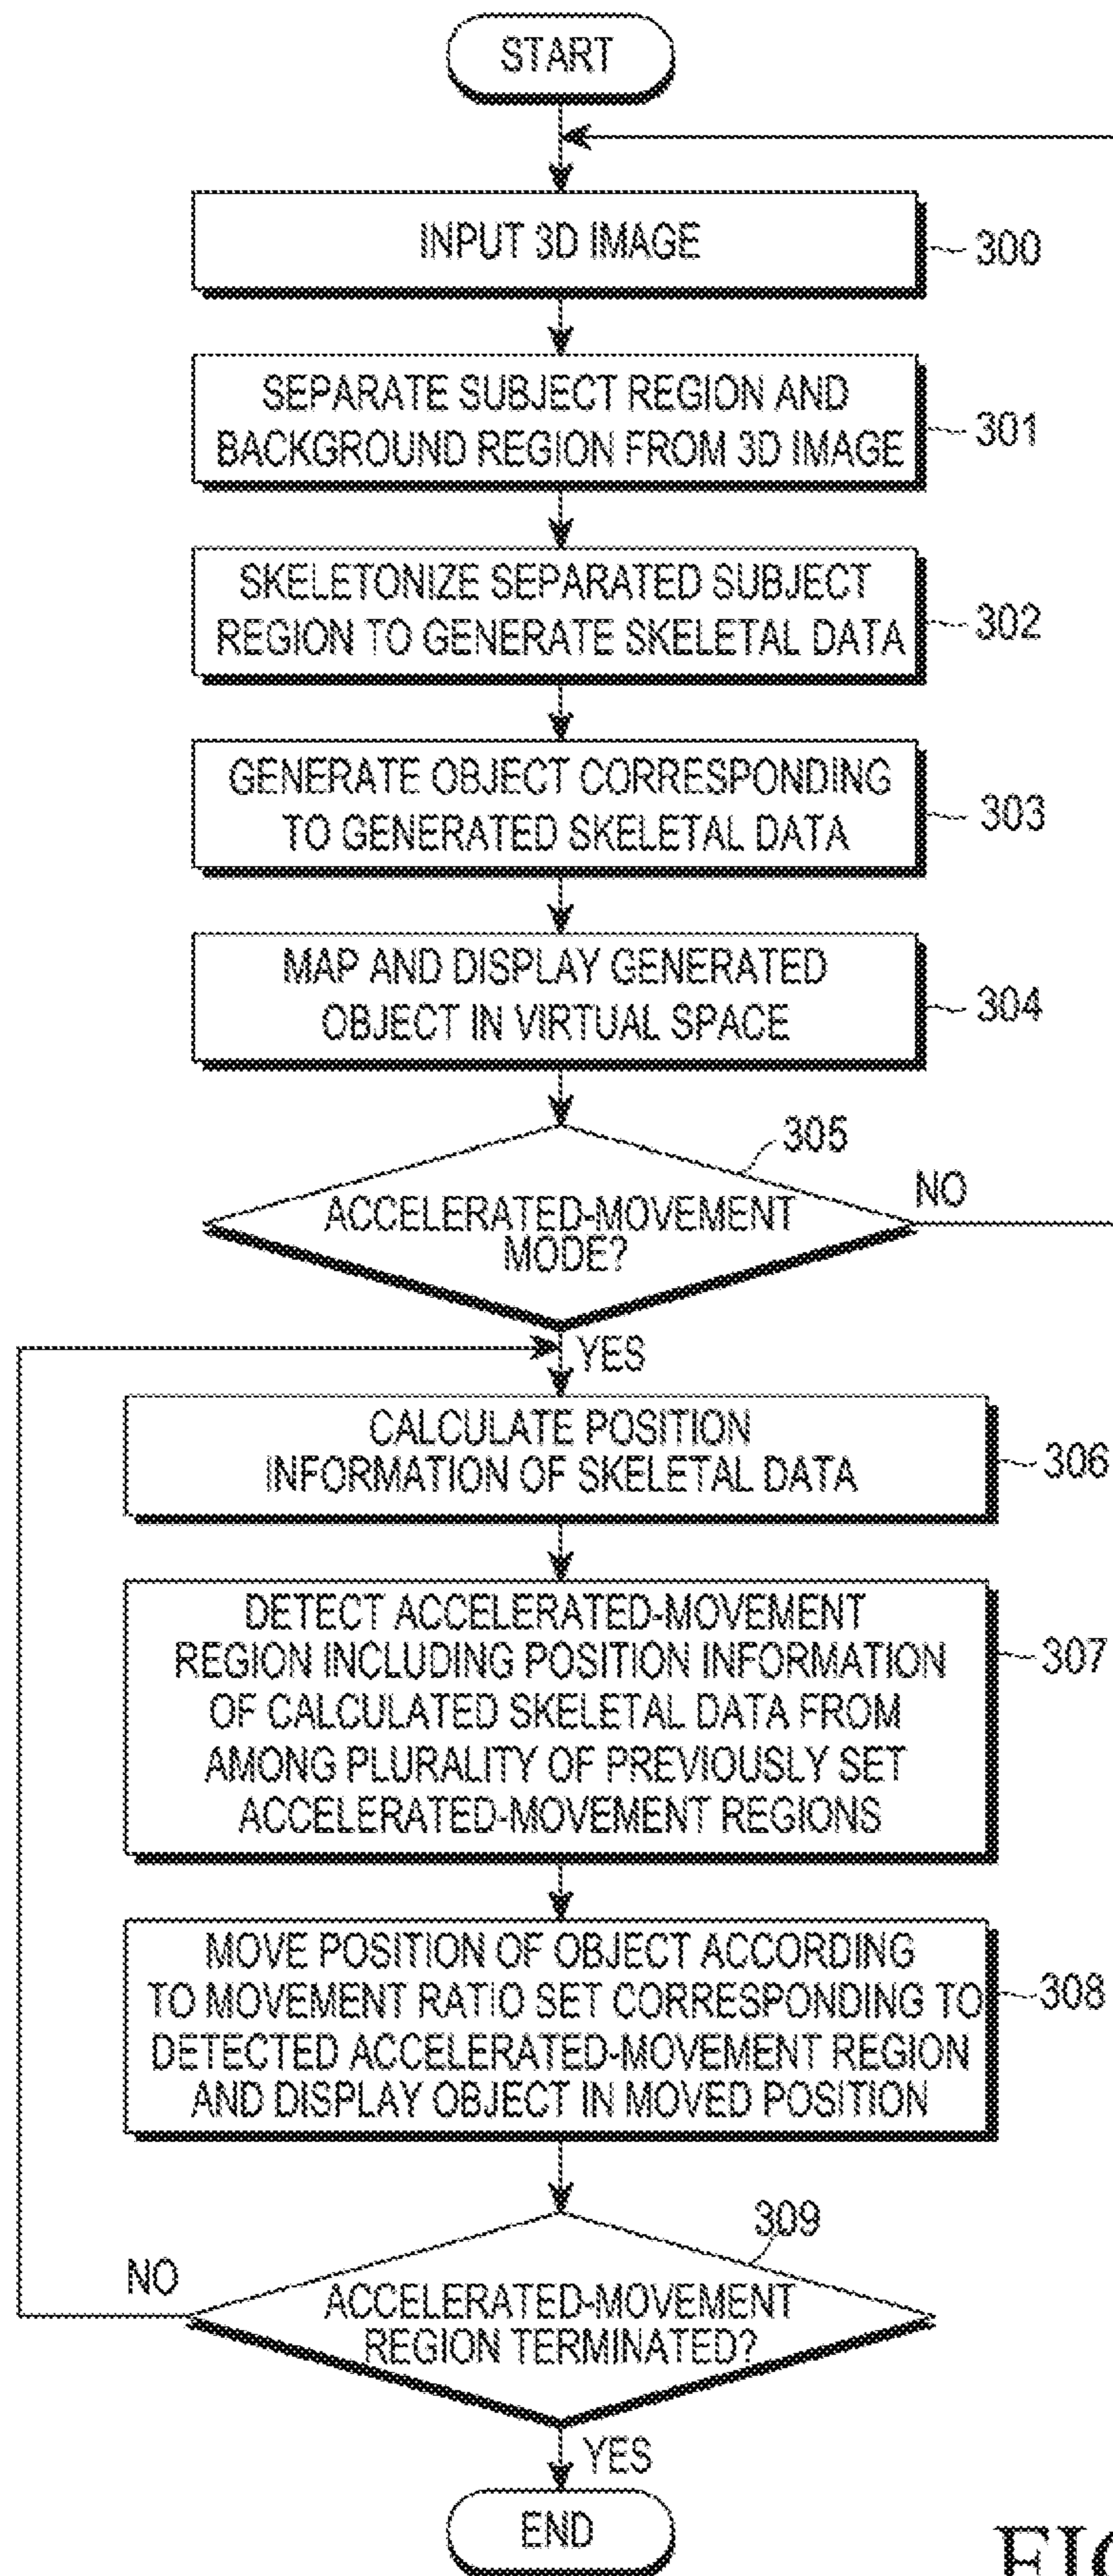 START
INPUT 3D IMAGE
300
SEPARATE SUBJECT REGION AND
BACKGROUND REGION FROM 3D IMAGE
301
SKELETONIZE SEPARATED SUBJECT
REGION TO GENERATE SKELETAL DATA
302
GENERATE OBJECT CORRESPONDING
TO GENERATED SKELETAL DATA
303
MAP AND DISPLAY GENERATED
OBJECT IN VIRTUAL SPACE
304
305
ACCELERATED-MOVEMENT
MODE?
NO
YES
CALCULATE POSITION
INFORMATION OF SKELETAL DATA
306
DETECT ACCELERATED-MOVEMENT
REGION INCLUDING POSITION INFORMATION
OF CALCULATED SKELETAL DATA FROM
AMONG PLURALITY OF PREVIOUSLY SET
ACCELERATED-MOVEMENT REGIONS
307
MOVE POSITION OF OBJECT ACCORDING
TO MOVEMENT RATIO SET CORRESPONDING TO
DETECTED ACCELERATED-MOVEMENT REGION
AND DISPLAY OBJECT IN MOVED POSITION
308
309
NO
ACCELERATED-MOVEMENT
REGION TERMINATED?
YES
END